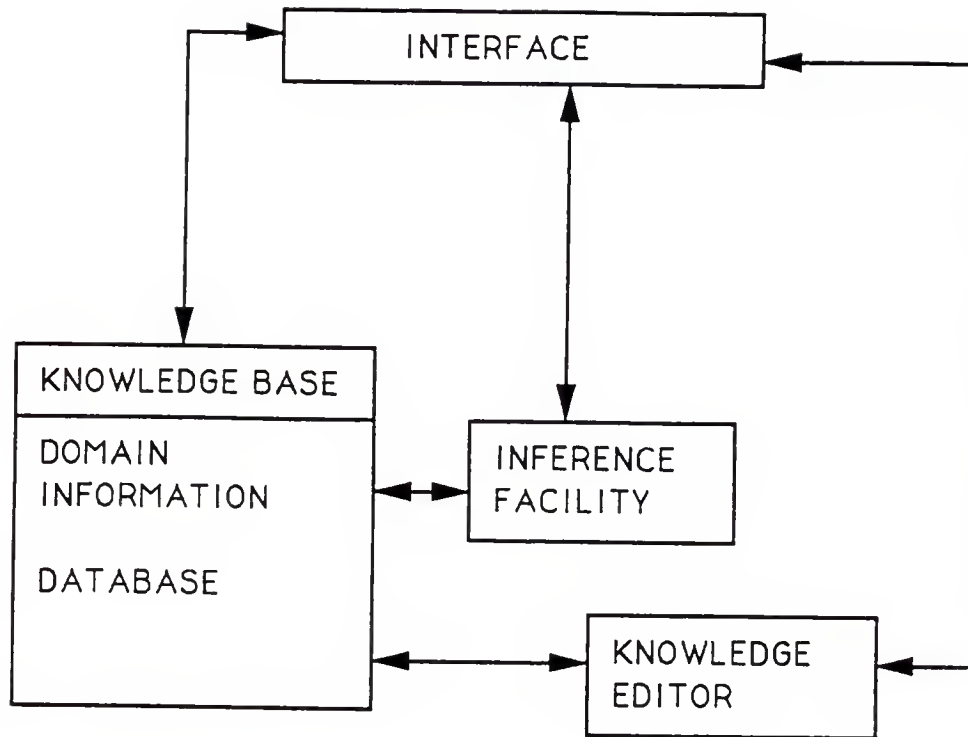 INTERFACE
KNOWLEDGE BASE
DOMAIN
INFORMATION
DATABASE
INFERENCE
FACILITY
KNOWLEDGE
EDITOR